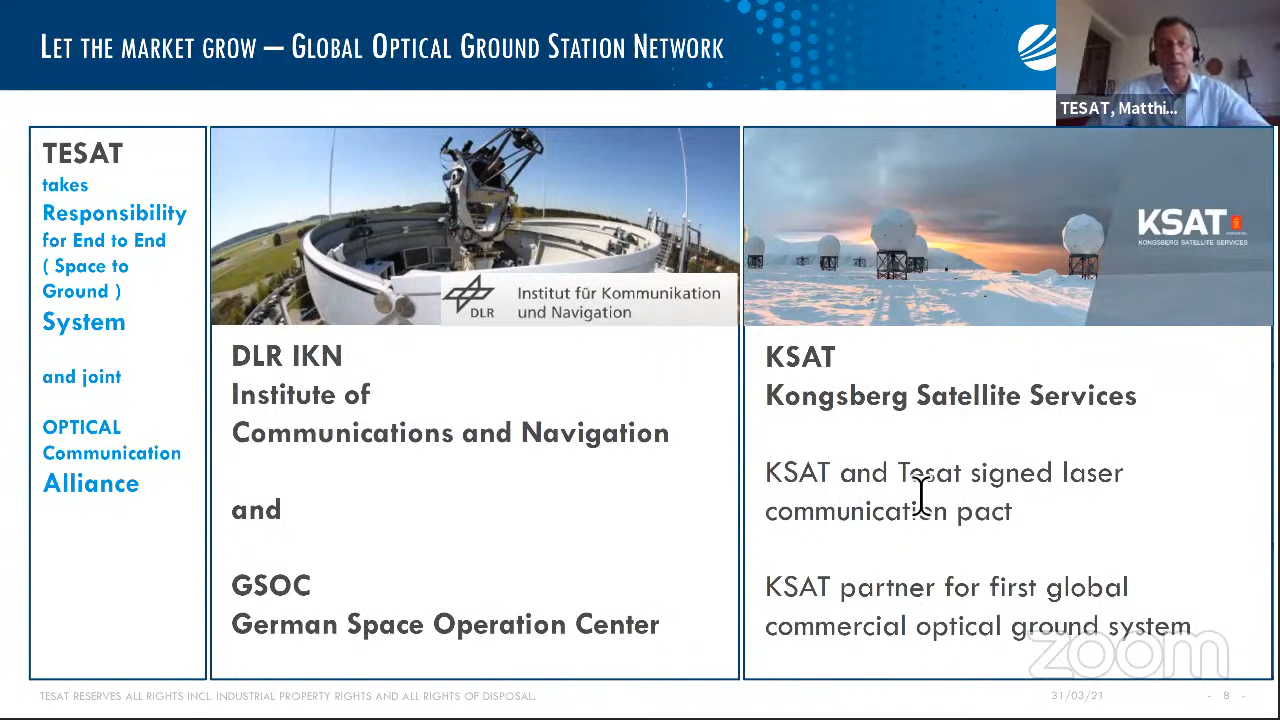 LET THE MARKET GROW — GLOBAL OPTICAL GROUND STATION NETWORK
TESAT, Matthi...
TESAT
takes
Responsibility
for End to End
( Space to
Ground )
System
and joint
OPTICAL
Communication
Alliance
DLR
Institut für Kommunikation
und Navigation
DLR IKN
Institute of
Communications and Navigation
and
GSOC
German Space Operation Center
KSAT
KONGSBERG SATELLITE SERVICES
KSAT
Kongsberg Satellite Services
KSAT and Tesat signed laser
communication pact
KSAT partner for first global
commercial optical ground system
zoom
TESAT RESERVES ALL RIGHTS INCL. INDUSTRIAL PROPERTY RIGHTS AND ALL RIGHTS OF DISPOSAL.
31/03/21
- 8 -